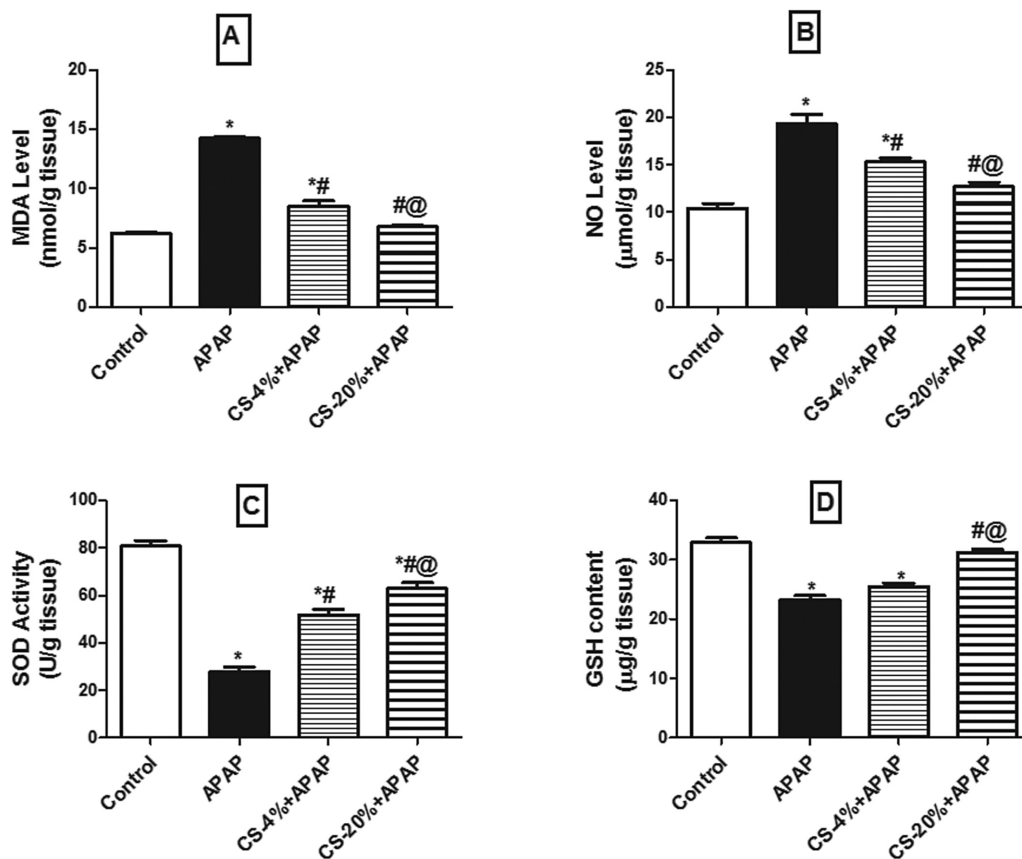 A
MDA Level
(nmol/g tissue)
20
15
10
5
0
*
*#
#@
Control
APAP
CS-4%+APAP
CS-20%+APAP
B
NO Level
(μmol/g tissue)
25
20
15
10
5
0
*
*#
#@
Control
APAP
CS-4%+APAP
CS-20%+APAP
C
SOD Activity
(U/g tissue)
100
80
60
40
20
0
*
*#
*#@
Control
APAP
CS-4%+APAP
CS-20%+APAP
D
GSH content
(μg/g tissue)
40
30
20
10
0
*
*
#@
Control
APAP
CS-4%+APAP
CS-20%+APAP